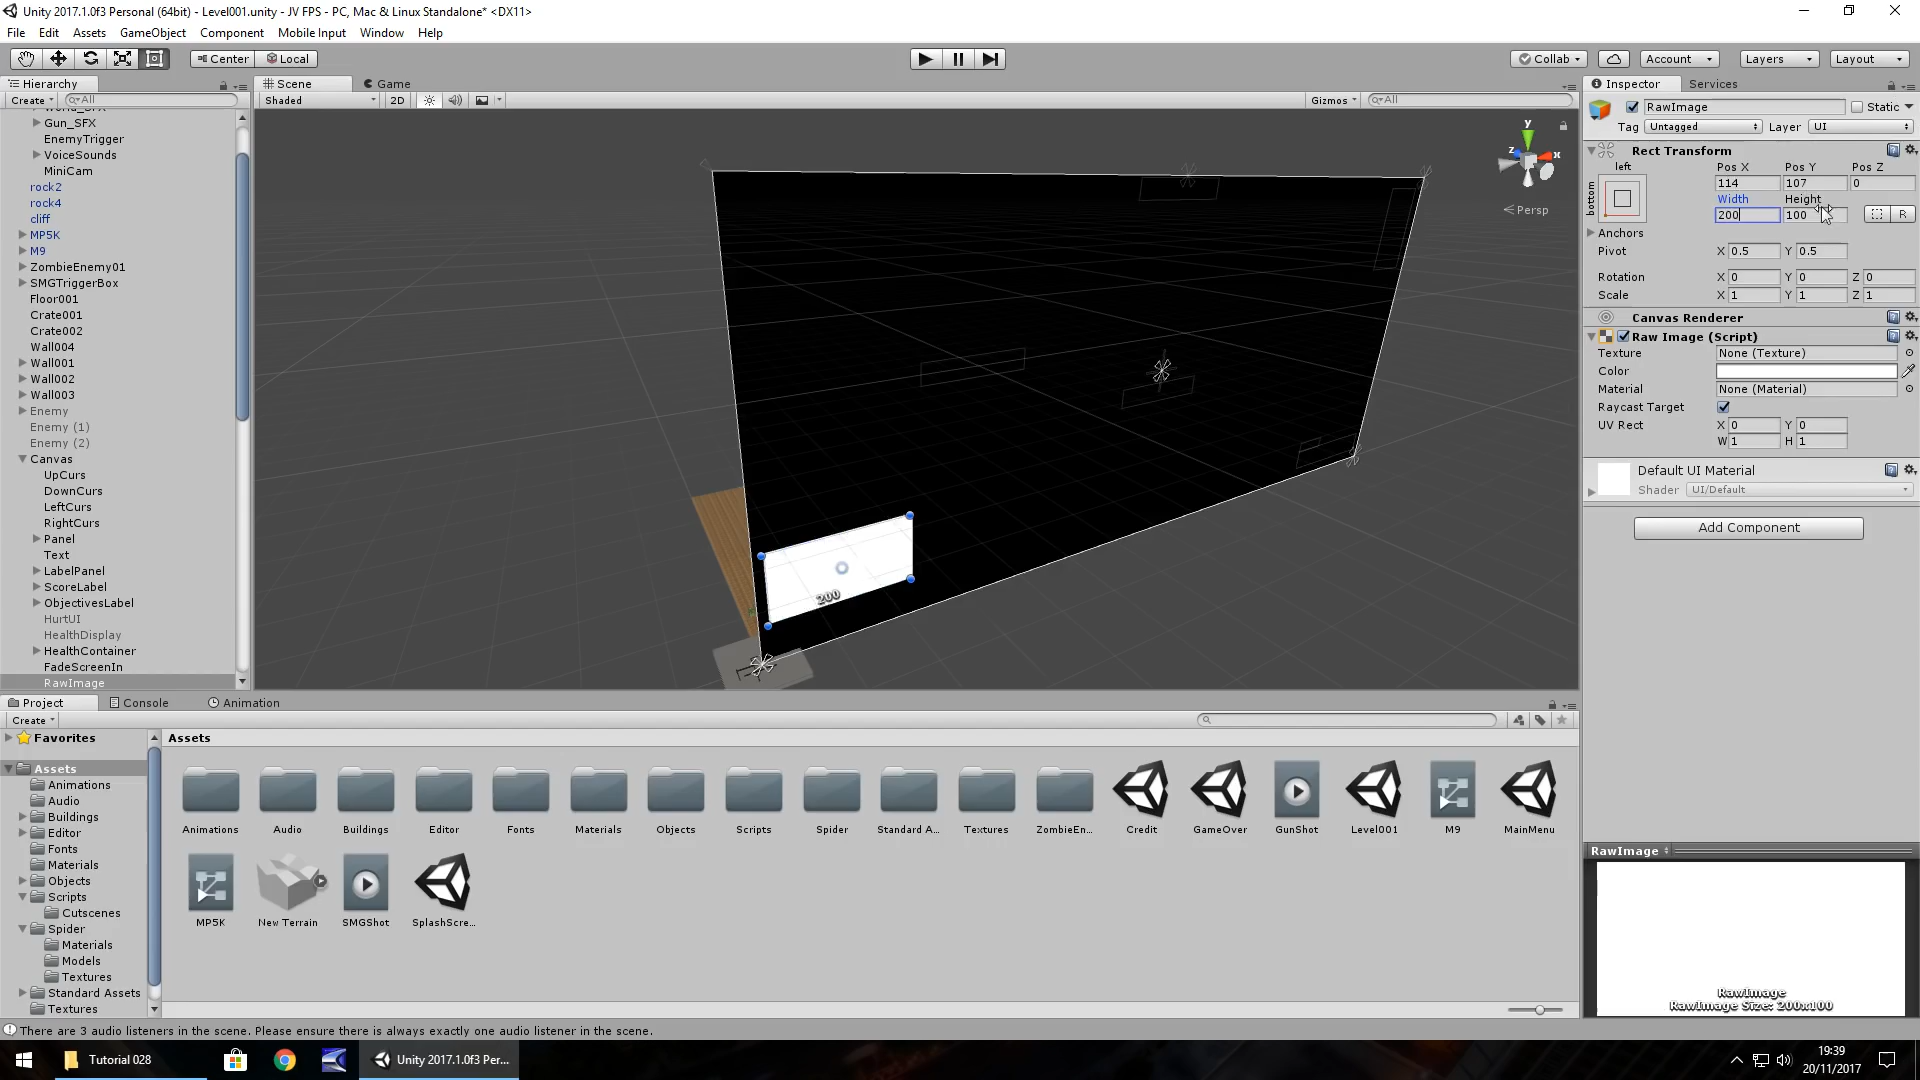 Unity 2017.1.0f3 Personal (64bit) - Level001.unity - JV FPS - PC, Mac & Linux Standalone* <DX11>
File Edit Assets GameObject Component Mobile Input Window Help
Center Local Collab Account Layers Layout
Hierarchy
Create All
World_SFX
Gun_SFX
EnemyTrigger
VoiceSounds
MiniCam
rock2
rock4
cliff
MP5K
M9
ZombieEnemy01
SMGTriggerBox
Floor001
Crate001
Crate002
Wall004
Wall001
Wall002
Wall003
Enemy
Enemy (1)
Enemy (2)
Canvas
UpCurs
DownCurs
LeftCurs
RightCurs
Panel
Text
LabelPanel
ScoreLabel
ObjectivesLabel
HurtUI
HealthDisplay
HealthContainer
FadeScreenIn
RawImage
Scene Game
Shaded 2D Gizmos All
y
z x
Persp
200
Inspector Services
RawImage Static
Tag Untagged Layer UI
Rect Transform
left Pos X Pos Y Pos Z
bottom 114 107 0
Width Height
200 100 R
Anchors
Pivot X 0.5 Y 0.5
Rotation X 0 Y 0 Z 0
Scale X 1 Y 1 Z 1
Canvas Renderer
Raw Image (Script)
Texture None (Texture)
Color
Material None (Material)
Raycast Target
UV Rect X 0 Y 0
W 1 H 1
Default UI Material
Shader UI/Default
Add Component
RawImage
RawImage
RawImage Size: 200x100
Project Console Animation
Create
Favorites
Assets
Animations
Audio
Buildings
Editor
Fonts
Materials
Objects
Scripts
Cutscenes
Spider
Materials
Models
Textures
Standard Assets
Textures
Assets
Animations Audio Buildings Editor Fonts Materials Objects Scripts Spider Standard A... Textures ZombieEn... Credit GameOver GunShot Level001 M9 MainMenu
MP5K New Terrain SMGShot SplashScre...
There are 3 audio listeners in the scene. Please ensure there is always exactly one audio listener in the scene.
Tutorial 028 Unity 2017.1.0f3 Per...
19:39
20/11/2017